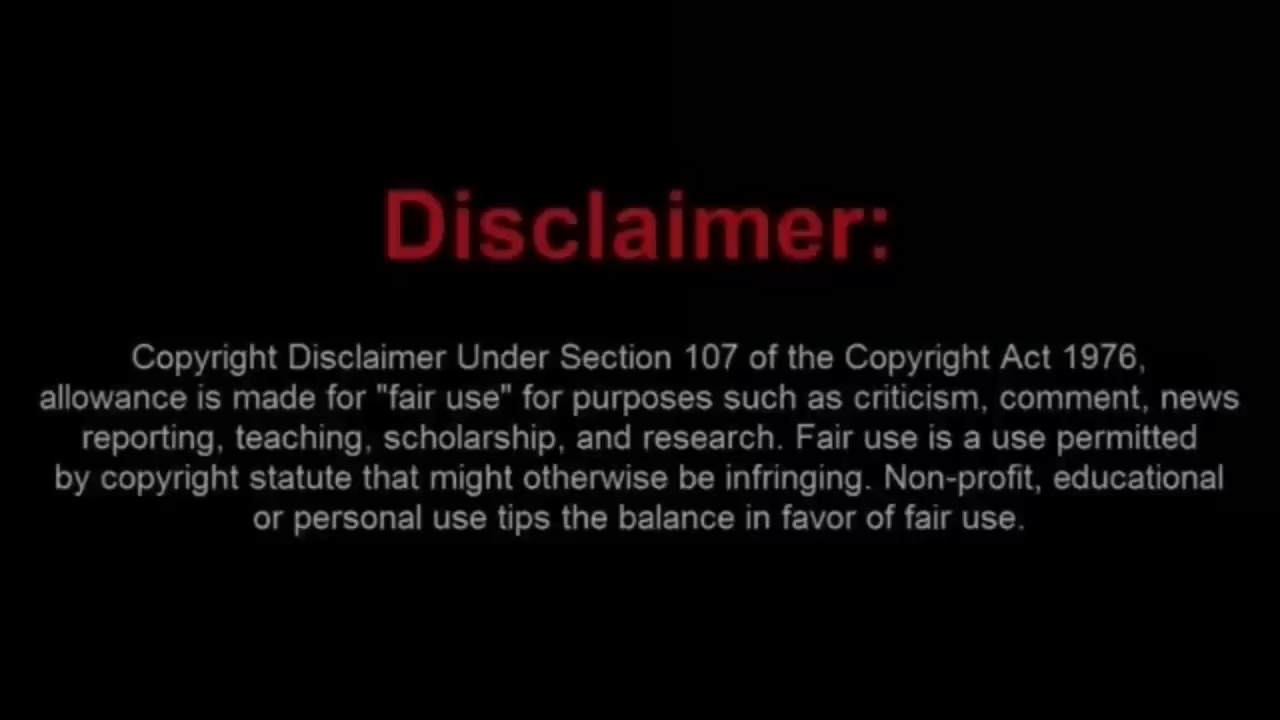 Disclaimer:
Copyright Disclaimer Under Section 107 of the Copyright Act 1976,
allowance is made for "fair use" for purposes such as criticism, comment, news
reporting, teaching, scholarship, and research. Fair use is a use permitted
by copyright statute that might otherwise be infringing. Non-profit, educational
or personal use tips the balance in favor of fair use.